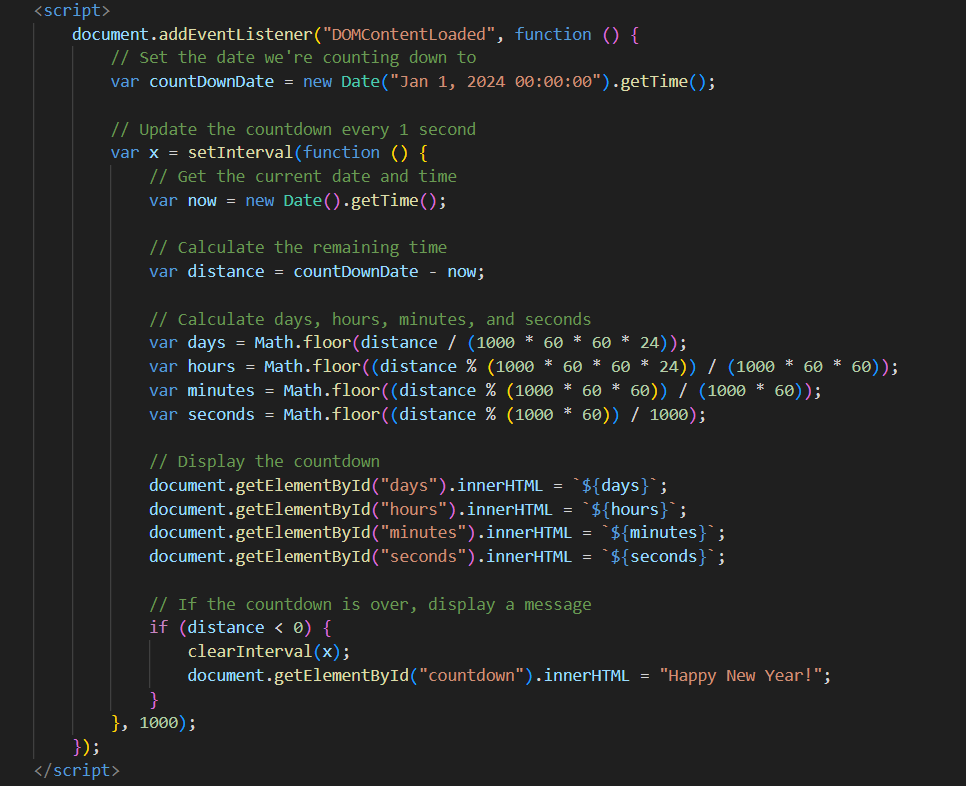 <script>
document.addEventListener("DOMContentLoaded", function () {
// Set the date we're counting down to
var countDownDate = new Date("Jan 1, 2024 00:00:00").getTime();
// Update the countdown every 1 second
var x = setInterval(function () {
// Get the current date and time
var now = new Date().getTime();
// Calculate the remaining time
var distance = countDownDate - now;
// Calculate days, hours, minutes, and seconds
var days = Math.floor(distance / (1000 * 60 * 60 * 24));
var hours = Math.floor((distance % (1000 * 60 * 60 * 24)) / (1000 * 60 * 60));
var minutes = Math.floor((distance % (1000 * 60 * 60)) / (1000 * 60));
var seconds = Math.floor((distance % (1000 * 60)) / 1000);
// Display the countdown
document.getElementById("days").innerHTML = `${days}`;
document.getElementById("hours").innerHTML = `${hours}`;
document.getElementById("minutes").innerHTML = `${minutes}`;
document.getElementById("seconds").innerHTML = `${seconds}`;
// If the countdown is over, display a message
if (distance < 0) {
clearInterval(x);
document.getElementById("countdown").innerHTML = "Happy New Year!";
}
}, 1000);
});
</script>